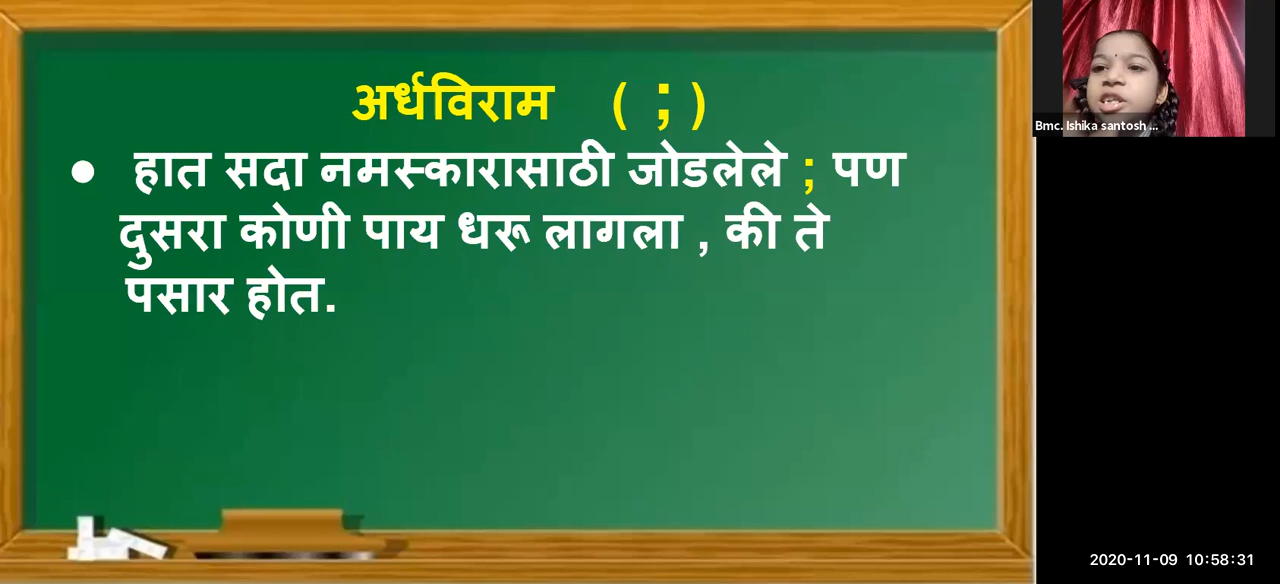 अर्धविराम ( ; )
● हात सदा नमस्कारासाठी जोडलेले ; पण
दुसरा कोणी पाय धरू लागला , की ते
पसार होत.
Bmc. Ishika santosh ...
2020-11-09 10:58:31